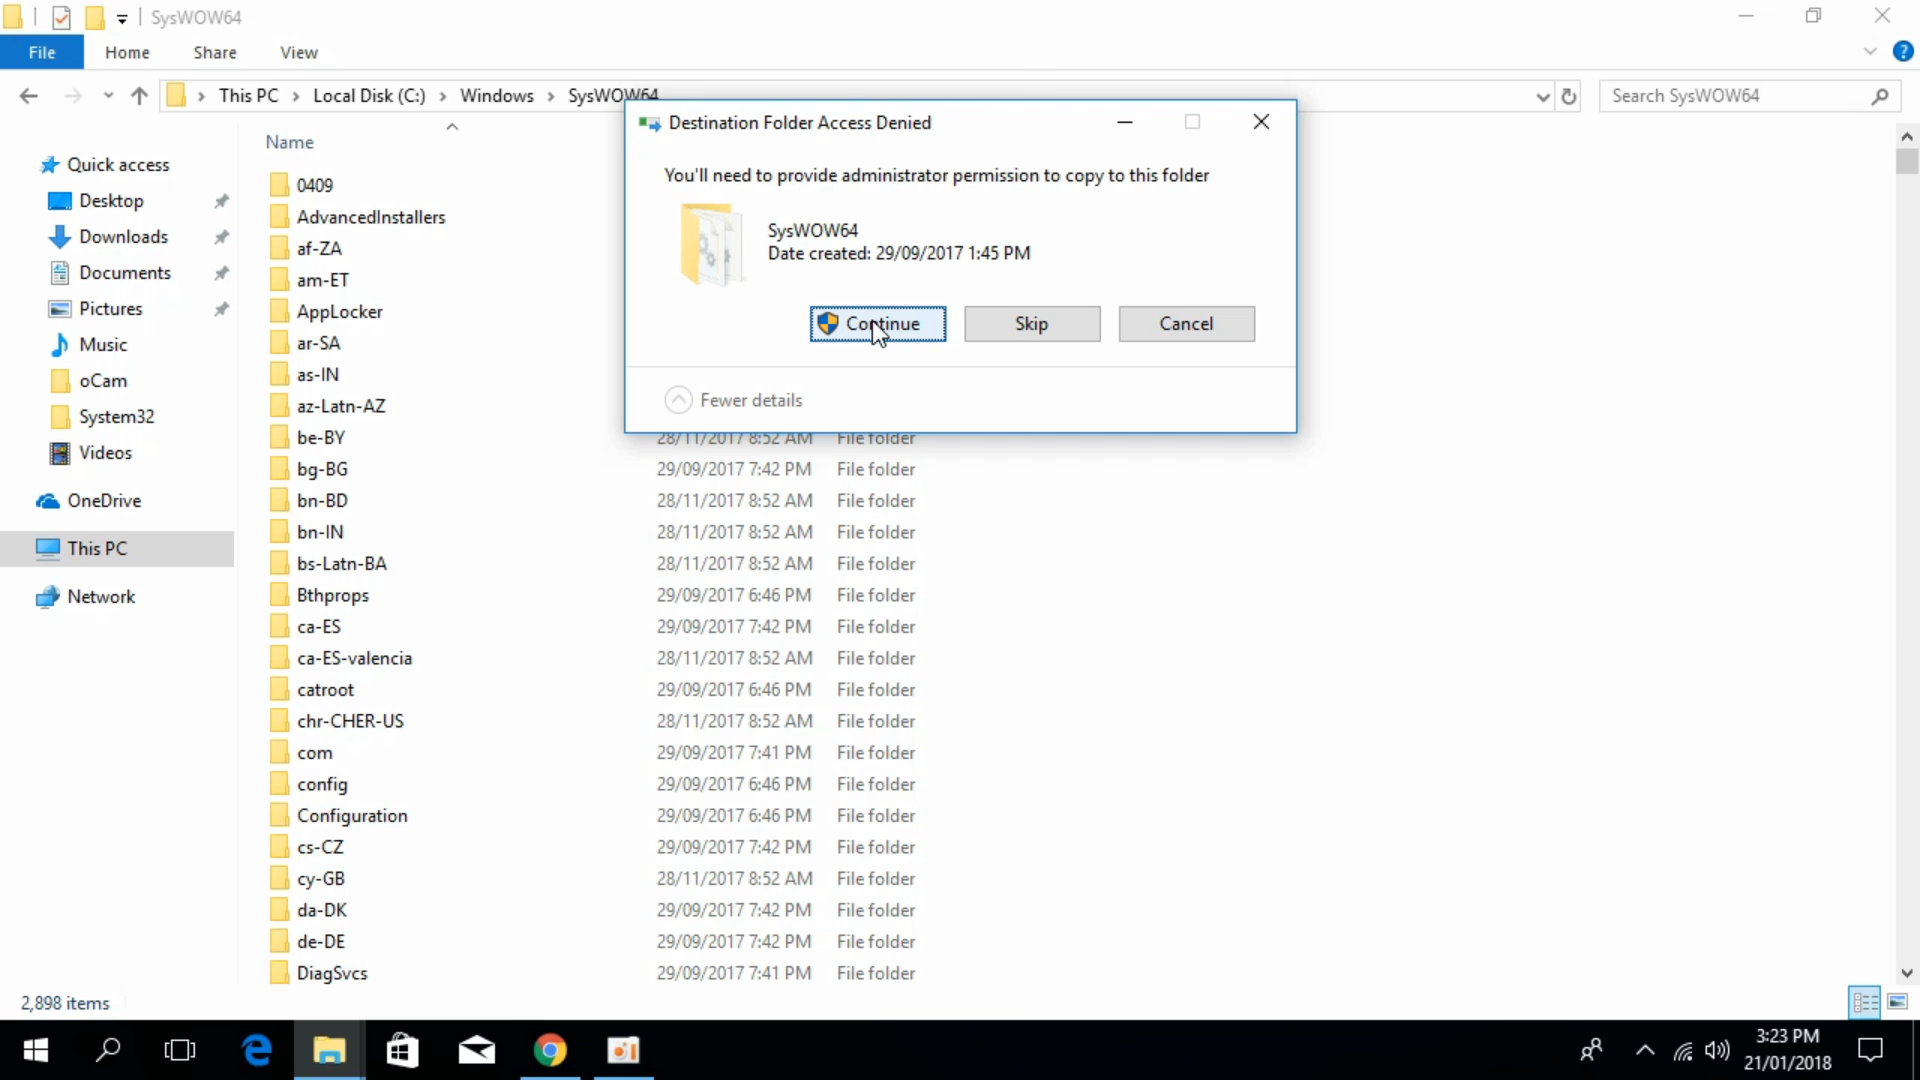 SysWOW64
File Home Share View
This PC Local Disk (C:) Windows SysWOW64
Search SysWOW64
Destination Folder Access Denied
You'll need to provide administrator permission to copy to this folder
SysWOW64
Date created: 29/09/2017 1:45 PM
Continue Skip Cancel
Fewer details
Quick access
Desktop
Downloads
Documents
Pictures
Music
oCam
System32
Videos
OneDrive
This PC
Network
Name
0409
AdvancedInstallers
af-ZA
am-ET
AppLocker
ar-SA
as-IN
az-Latn-AZ
be-BY 28/11/2017 8:52 AM File folder
bg-BG 29/09/2017 7:42 PM File folder
bn-BD 28/11/2017 8:52 AM File folder
bn-IN 28/11/2017 8:52 AM File folder
bs-Latn-BA 28/11/2017 8:52 AM File folder
Bthprops 29/09/2017 6:46 PM File folder
ca-ES 29/09/2017 7:42 PM File folder
ca-ES-valencia 28/11/2017 8:52 AM File folder
catroot 29/09/2017 6:46 PM File folder
chr-CHER-US 28/11/2017 8:52 AM File folder
com 29/09/2017 7:41 PM File folder
config 29/09/2017 6:46 PM File folder
Configuration 29/09/2017 6:46 PM File folder
cs-CZ 29/09/2017 7:42 PM File folder
cy-GB 28/11/2017 8:52 AM File folder
da-DK 29/09/2017 7:42 PM File folder
de-DE 29/09/2017 7:42 PM File folder
DiagSvcs 29/09/2017 7:41 PM File folder
2,898 items
3:23 PM
21/01/2018